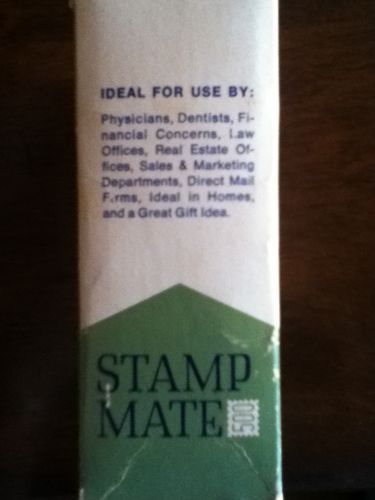 IDEAL FOR USE BY:
Physicians, Dentists, Fi-
nancial Concerns, Law
Offices, Real Estate Of-
fices, Sales & Marketing
Departments, Direct Mail
Firms, Ideal in Homes,
and a Great Gift Idea.
STAMP
MATE 500